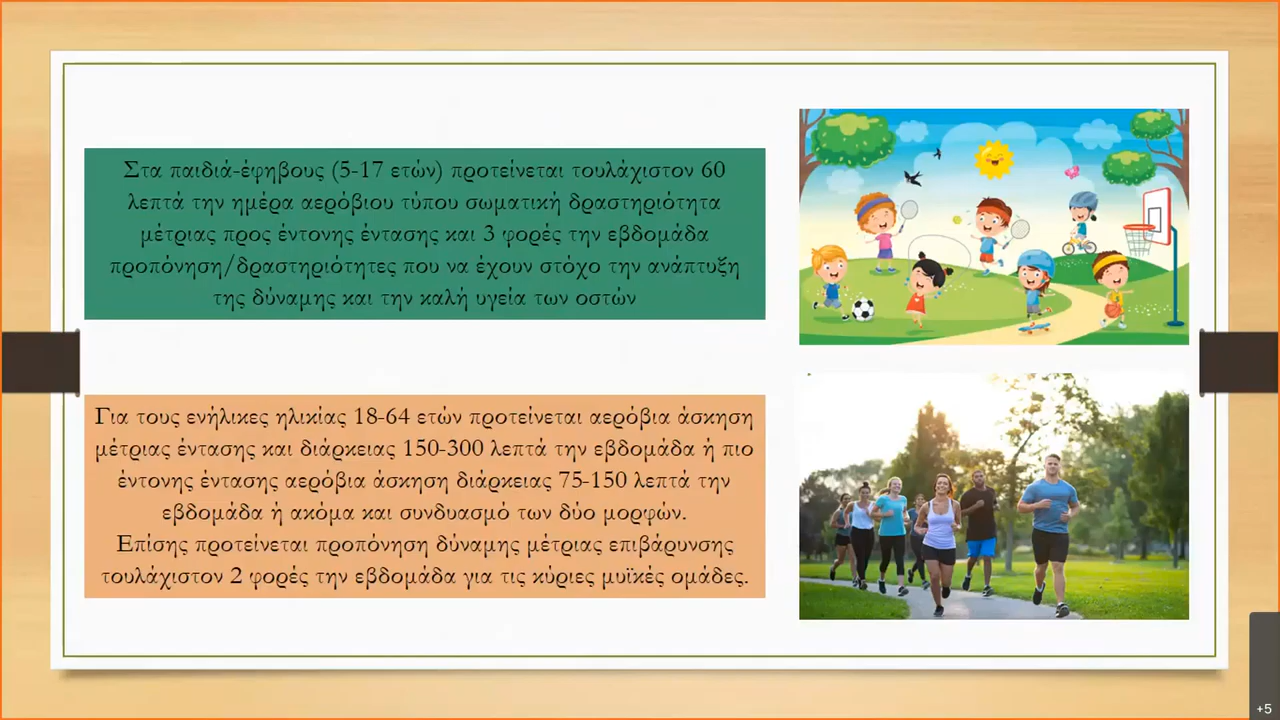 Στα παιδιά-έφηβους (5-17 ετών) προτείνεται τουλάχιστον 60
λεπτά την ημέρα αερόβιου τύπου σωματική δραστηριότητα
μέτριας προς έντονης έντασης και 3 φορές την εβδομάδα
προπόνηση/δραστηριότητες που να έχουν στόχο την ανάπτυξη
της δύναμης και την καλή υγεία των οστών
Για τους ενήλικες ηλικίας 18-64 ετών προτείνεται αερόβια άσκηση
μέτριας έντασης και διάρκειας 150-300 λεπτά την εβδομάδα ή πιο
έντονης έντασης αερόβια άσκηση διάρκειας 75-150 λεπτά την
εβδομάδα ή ακόμα και συνδυασμό των δύο μορφών.
Επίσης προτείνεται προπόνηση δύναμης μέτριας επιβάρυνσης
τουλάχιστον 2 φορές την εβδομάδα για τις κύριες μυϊκές ομάδες.
+5